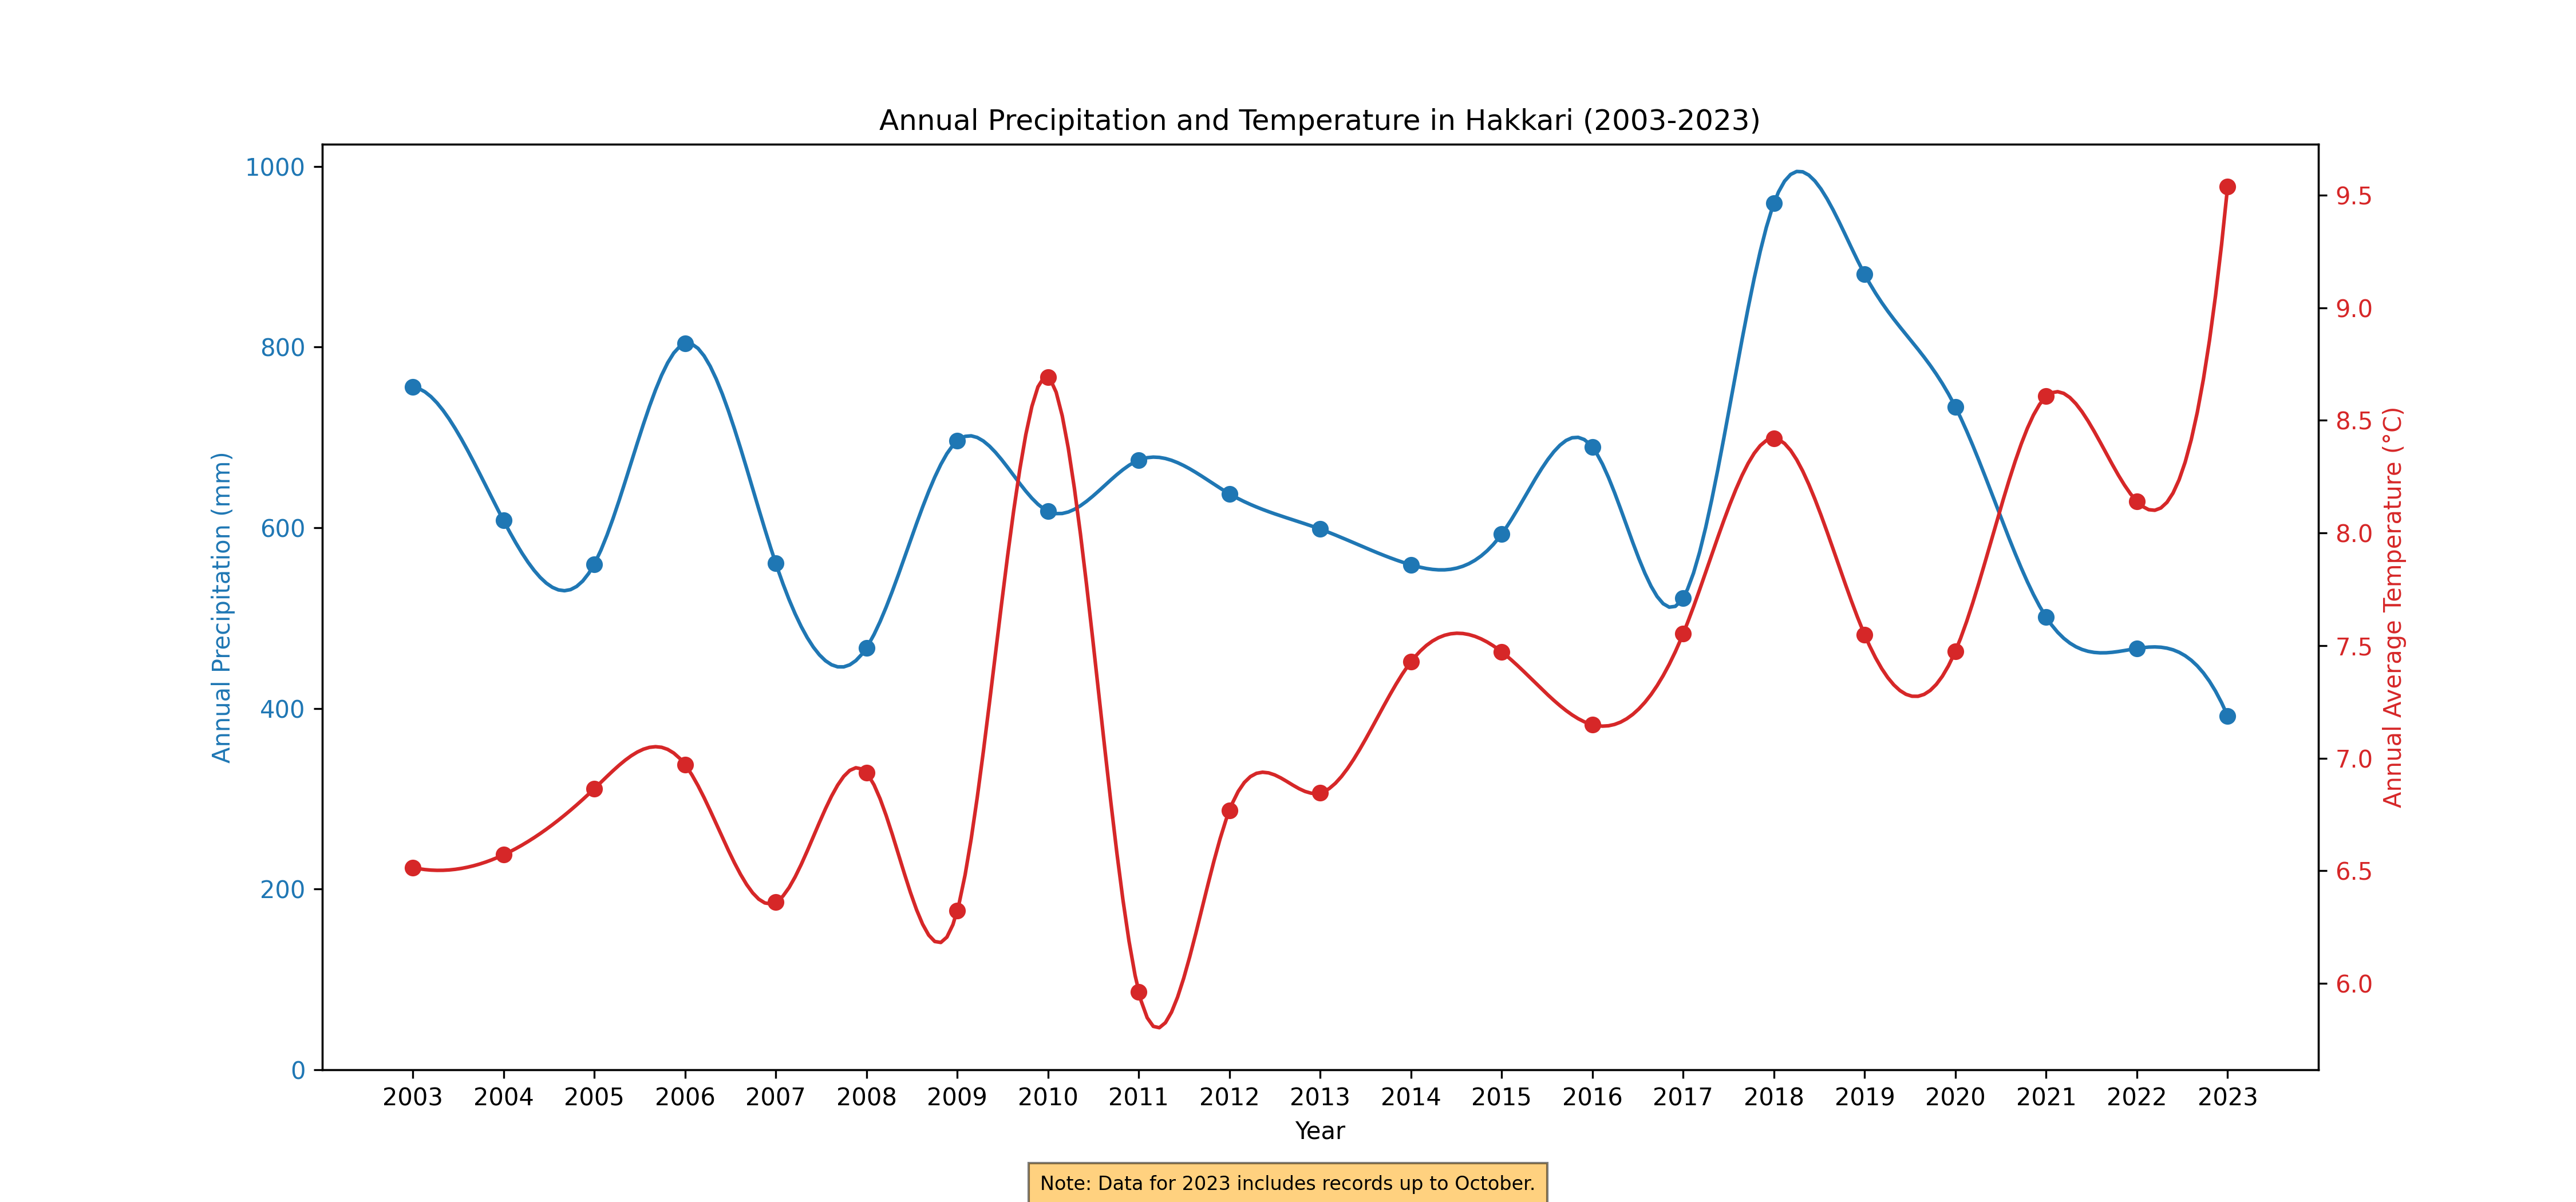 Annual Precipitation and Temperature in Hakkari (2003-2023)
Annual Precipitation (mm)
1000
800
600
400
200
0
2003 2004 2005 2006 2007 2008 2009 2010 2011 2012 2013 2014 2015 2016 2017 2018 2019 2020 2021 2022 2023
Year
9.5
9.0
8.5
8.0
7.5
7.0
6.5
6.0
Annual Average Temperature (°C)
Note: Data for 2023 includes records up to October.